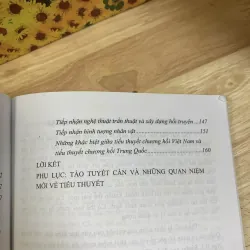 Tiếp nhận nghệ thuật trần thuật và xây dựng cốt truyện ...147
Tiếp nhận hình tượng nhân vật ..................................151
Những khác biệt giữa tiểu thuyết chương hồi Việt Nam và
tiểu thuyết chương hồi Trung Quốc............................160
LỜI KẾT
PHỤ LỤC: TÀO TUYẾT CẦN VÀ NHỮNG QUAN NIỆM
MỚI VỀ TIỂU THUYẾT